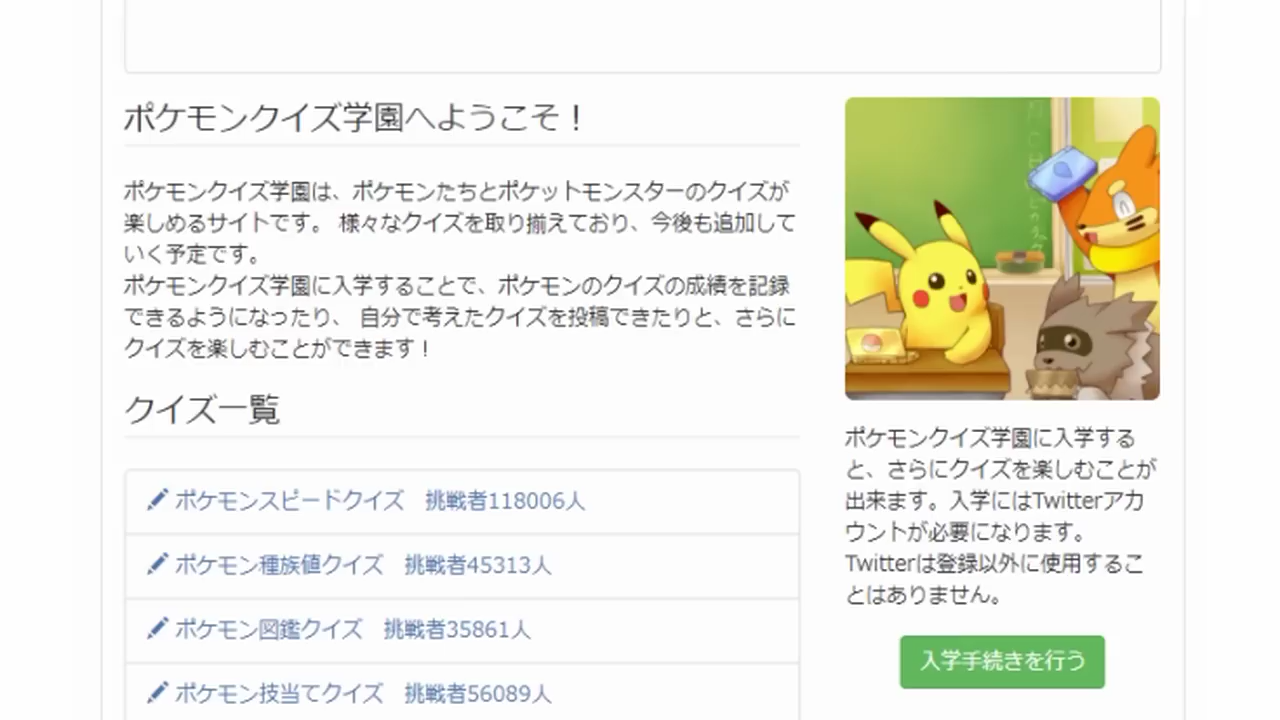 ポケモンクイズ学園へようこそ！
ポケモンクイズ学園は、ポケモンたちとポケットモンスターのクイズが
楽しめるサイトです。 様々なクイズを取り揃えており、今後も追加して
いく予定です。
ポケモンクイズ学園に入学することで、ポケモンのクイズの成績を記録
できるようになったり、 自分で考えたクイズを投稿できたりと、さらに
クイズを楽しむことができます！
クイズ一覧
ポケモンスピードクイズ　挑戦者118006人
ポケモン種族値クイズ　挑戦者45313人
ポケモン図鑑クイズ　挑戦者35861人
ポケモン技当てクイズ　挑戦者56089人
ポケモンクイズ学園に入学する
と、さらにクイズを楽しむことが
出来ます。入学にはTwitterアカ
ウントが必要になります。
Twitterは登録以外に使用するこ
とはありません。
入学手続きを行う